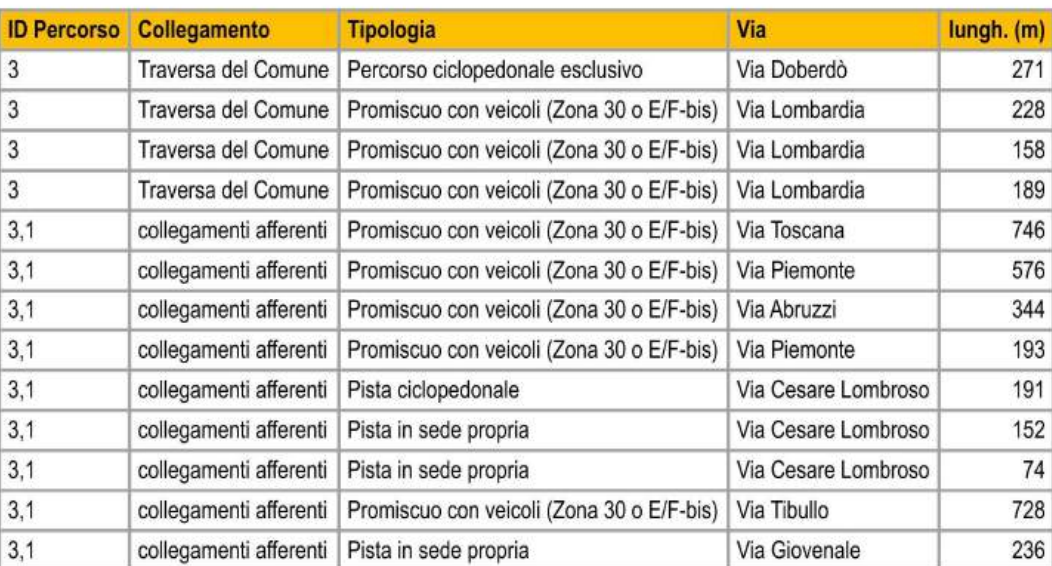 ID Percorso Collegamento Tipologia Via lungh. (m)
3 Traversa del Comune Percorso ciclopedonale esclusivo Via Doberdò 271
3 Traversa del Comune Promiscuo con veicoli (Zona 30 o E/F-bis) Via Lombardia 228
3 Traversa del Comune Promiscuo con veicoli (Zona 30 o E/F-bis) Via Lombardia 158
3 Traversa del Comune Promiscuo con veicoli (Zona 30 o E/F-bis) Via Lombardia 189
3,1 collegamenti afferenti Promiscuo con veicoli (Zona 30 o E/F-bis) Via Toscana 746
3,1 collegamenti afferenti Promiscuo con veicoli (Zona 30 o E/F-bis) Via Piemonte 576
3,1 collegamenti afferenti Promiscuo con veicoli (Zona 30 o E/F-bis) Via Abruzzi 344
3,1 collegamenti afferenti Promiscuo con veicoli (Zona 30 o E/F-bis) Via Piemonte 193
3,1 collegamenti afferenti Pista ciclopedonale Via Cesare Lombroso 191
3,1 collegamenti afferenti Pista in sede propria Via Cesare Lombroso 152
3,1 collegamenti afferenti Pista in sede propria Via Cesare Lombroso 74
3,1 collegamenti afferenti Promiscuo con veicoli (Zona 30 o E/F-bis) Via Tibullo 728
3,1 collegamenti afferenti Pista in sede propria Via Giovenale 236